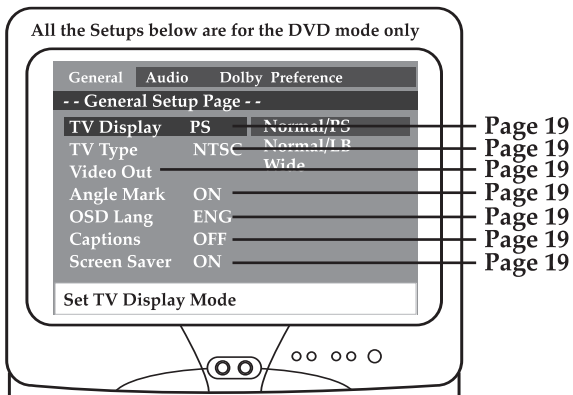 All the Setups below are for the DVD mode only
General Audio Dolby Preference
- - General Setup Page - -
TV Display PS Normal/PS Page 19
TV Type NTSC Normal/LB Page 19
Video Out Wide Page 19
Angle Mark ON Page 19
OSD Lang ENG Page 19
Captions OFF Page 19
Screen Saver ON Page 19
Set TV Display Mode